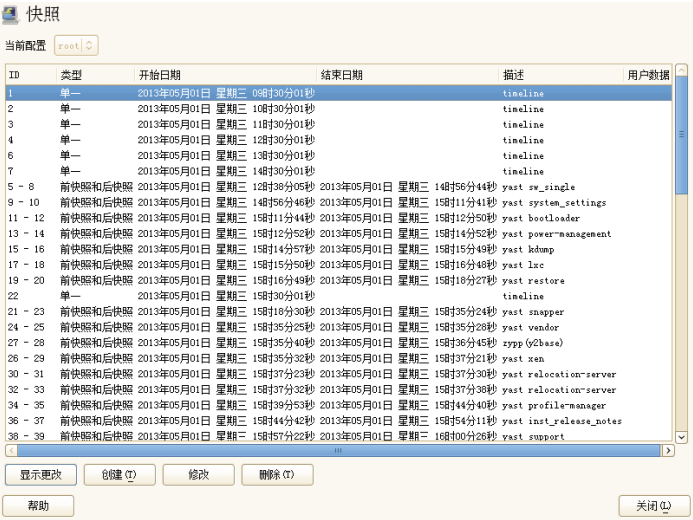 快照
当前配置 root
ID 类型 开始日期 结束日期 描述 用户数据
1 单一 2013年05月01日 星期三 09时30分01秒 timeline
2 单一 2013年05月01日 星期三 10时30分01秒 timeline
3 单一 2013年05月01日 星期三 11时30分01秒 timeline
4 单一 2013年05月01日 星期三 12时30分01秒 timeline
6 单一 2013年05月01日 星期三 13时30分01秒 timeline
7 单一 2013年05月01日 星期三 14时30分01秒 timeline
5 - 8 前快照和后快照 2013年05月01日 星期三 12时38分05秒 2013年05月01日 星期三 14时56分44秒 yast sw_single
9 - 10 前快照和后快照 2013年05月01日 星期三 14时56分46秒 2013年05月01日 星期三 15时11分41秒 yast system_settings
11 - 12 前快照和后快照 2013年05月01日 星期三 15时11分44秒 2013年05月01日 星期三 15时12分50秒 yast bootloader
13 - 14 前快照和后快照 2013年05月01日 星期三 15时12分52秒 2013年05月01日 星期三 15时14分52秒 yast power-management
15 - 16 前快照和后快照 2013年05月01日 星期三 15时14分57秒 2013年05月01日 星期三 15时15分49秒 yast kdump
17 - 18 前快照和后快照 2013年05月01日 星期三 15时15分50秒 2013年05月01日 星期三 15时16分48秒 yast lxc
19 - 20 前快照和后快照 2013年05月01日 星期三 15时16分49秒 2013年05月01日 星期三 15时18分27秒 yast restore
22 单一 2013年05月01日 星期三 15时30分01秒 timeline
21 - 23 前快照和后快照 2013年05月01日 星期三 15时18分30秒 2013年05月01日 星期三 15时35分24秒 yast snapper
24 - 25 前快照和后快照 2013年05月01日 星期三 15时35分25秒 2013年05月01日 星期三 15时35分28秒 yast vendor
27 - 28 前快照和后快照 2013年05月01日 星期三 15时35分40秒 2013年05月01日 星期三 15时36分45秒 zypp(y2base)
26 - 29 前快照和后快照 2013年05月01日 星期三 15时35分32秒 2013年05月01日 星期三 15时37分21秒 yast xen
30 - 31 前快照和后快照 2013年05月01日 星期三 15时37分23秒 2013年05月01日 星期三 15时37分30秒 yast relocation-server
32 - 33 前快照和后快照 2013年05月01日 星期三 15时37分32秒 2013年05月01日 星期三 15时37分38秒 yast relocation-server
34 - 35 前快照和后快照 2013年05月01日 星期三 15时39分53秒 2013年05月01日 星期三 15时44分40秒 yast profile-manager
36 - 37 前快照和后快照 2013年05月01日 星期三 15时44分42秒 2013年05月01日 星期三 15时54分11秒 yast inst_release_notes
38 - 39 前快照和后快照 2013年05月01日 星期三 15时57分22秒 2013年05月01日 星期三 16时00分26秒 yast support
显示更改 创建(T) 修改 删除(T)
帮助 关闭(L)